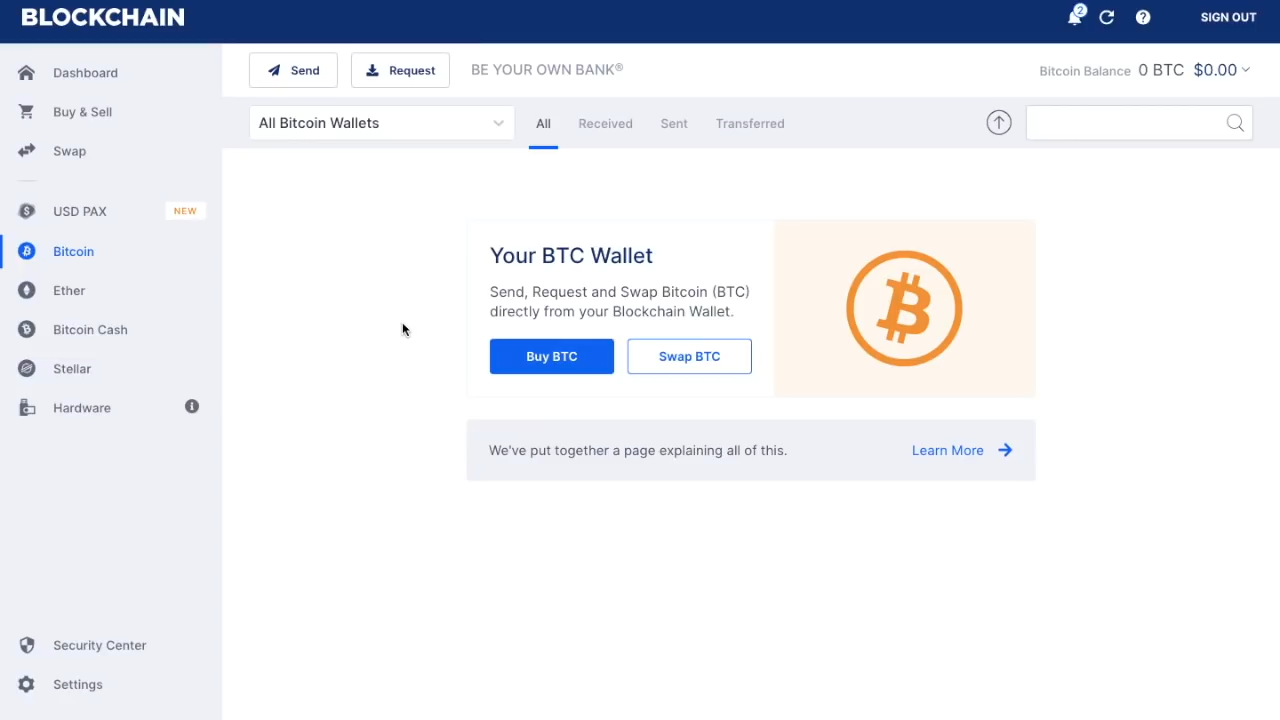 BLOCKCHAIN
2
SIGN OUT
Dashboard
Buy & Sell
Swap
USD PAX NEW
Bitcoin
Ether
Bitcoin Cash
Stellar
Hardware
Security Center
Settings
Send
Request
BE YOUR OWN BANK®
Bitcoin Balance 0 BTC $0.00
All Bitcoin Wallets
All Received Sent Transferred
Your BTC Wallet
Send, Request and Swap Bitcoin (BTC)
directly from your Blockchain Wallet.
Buy BTC
Swap BTC
We've put together a page explaining all of this.
Learn More